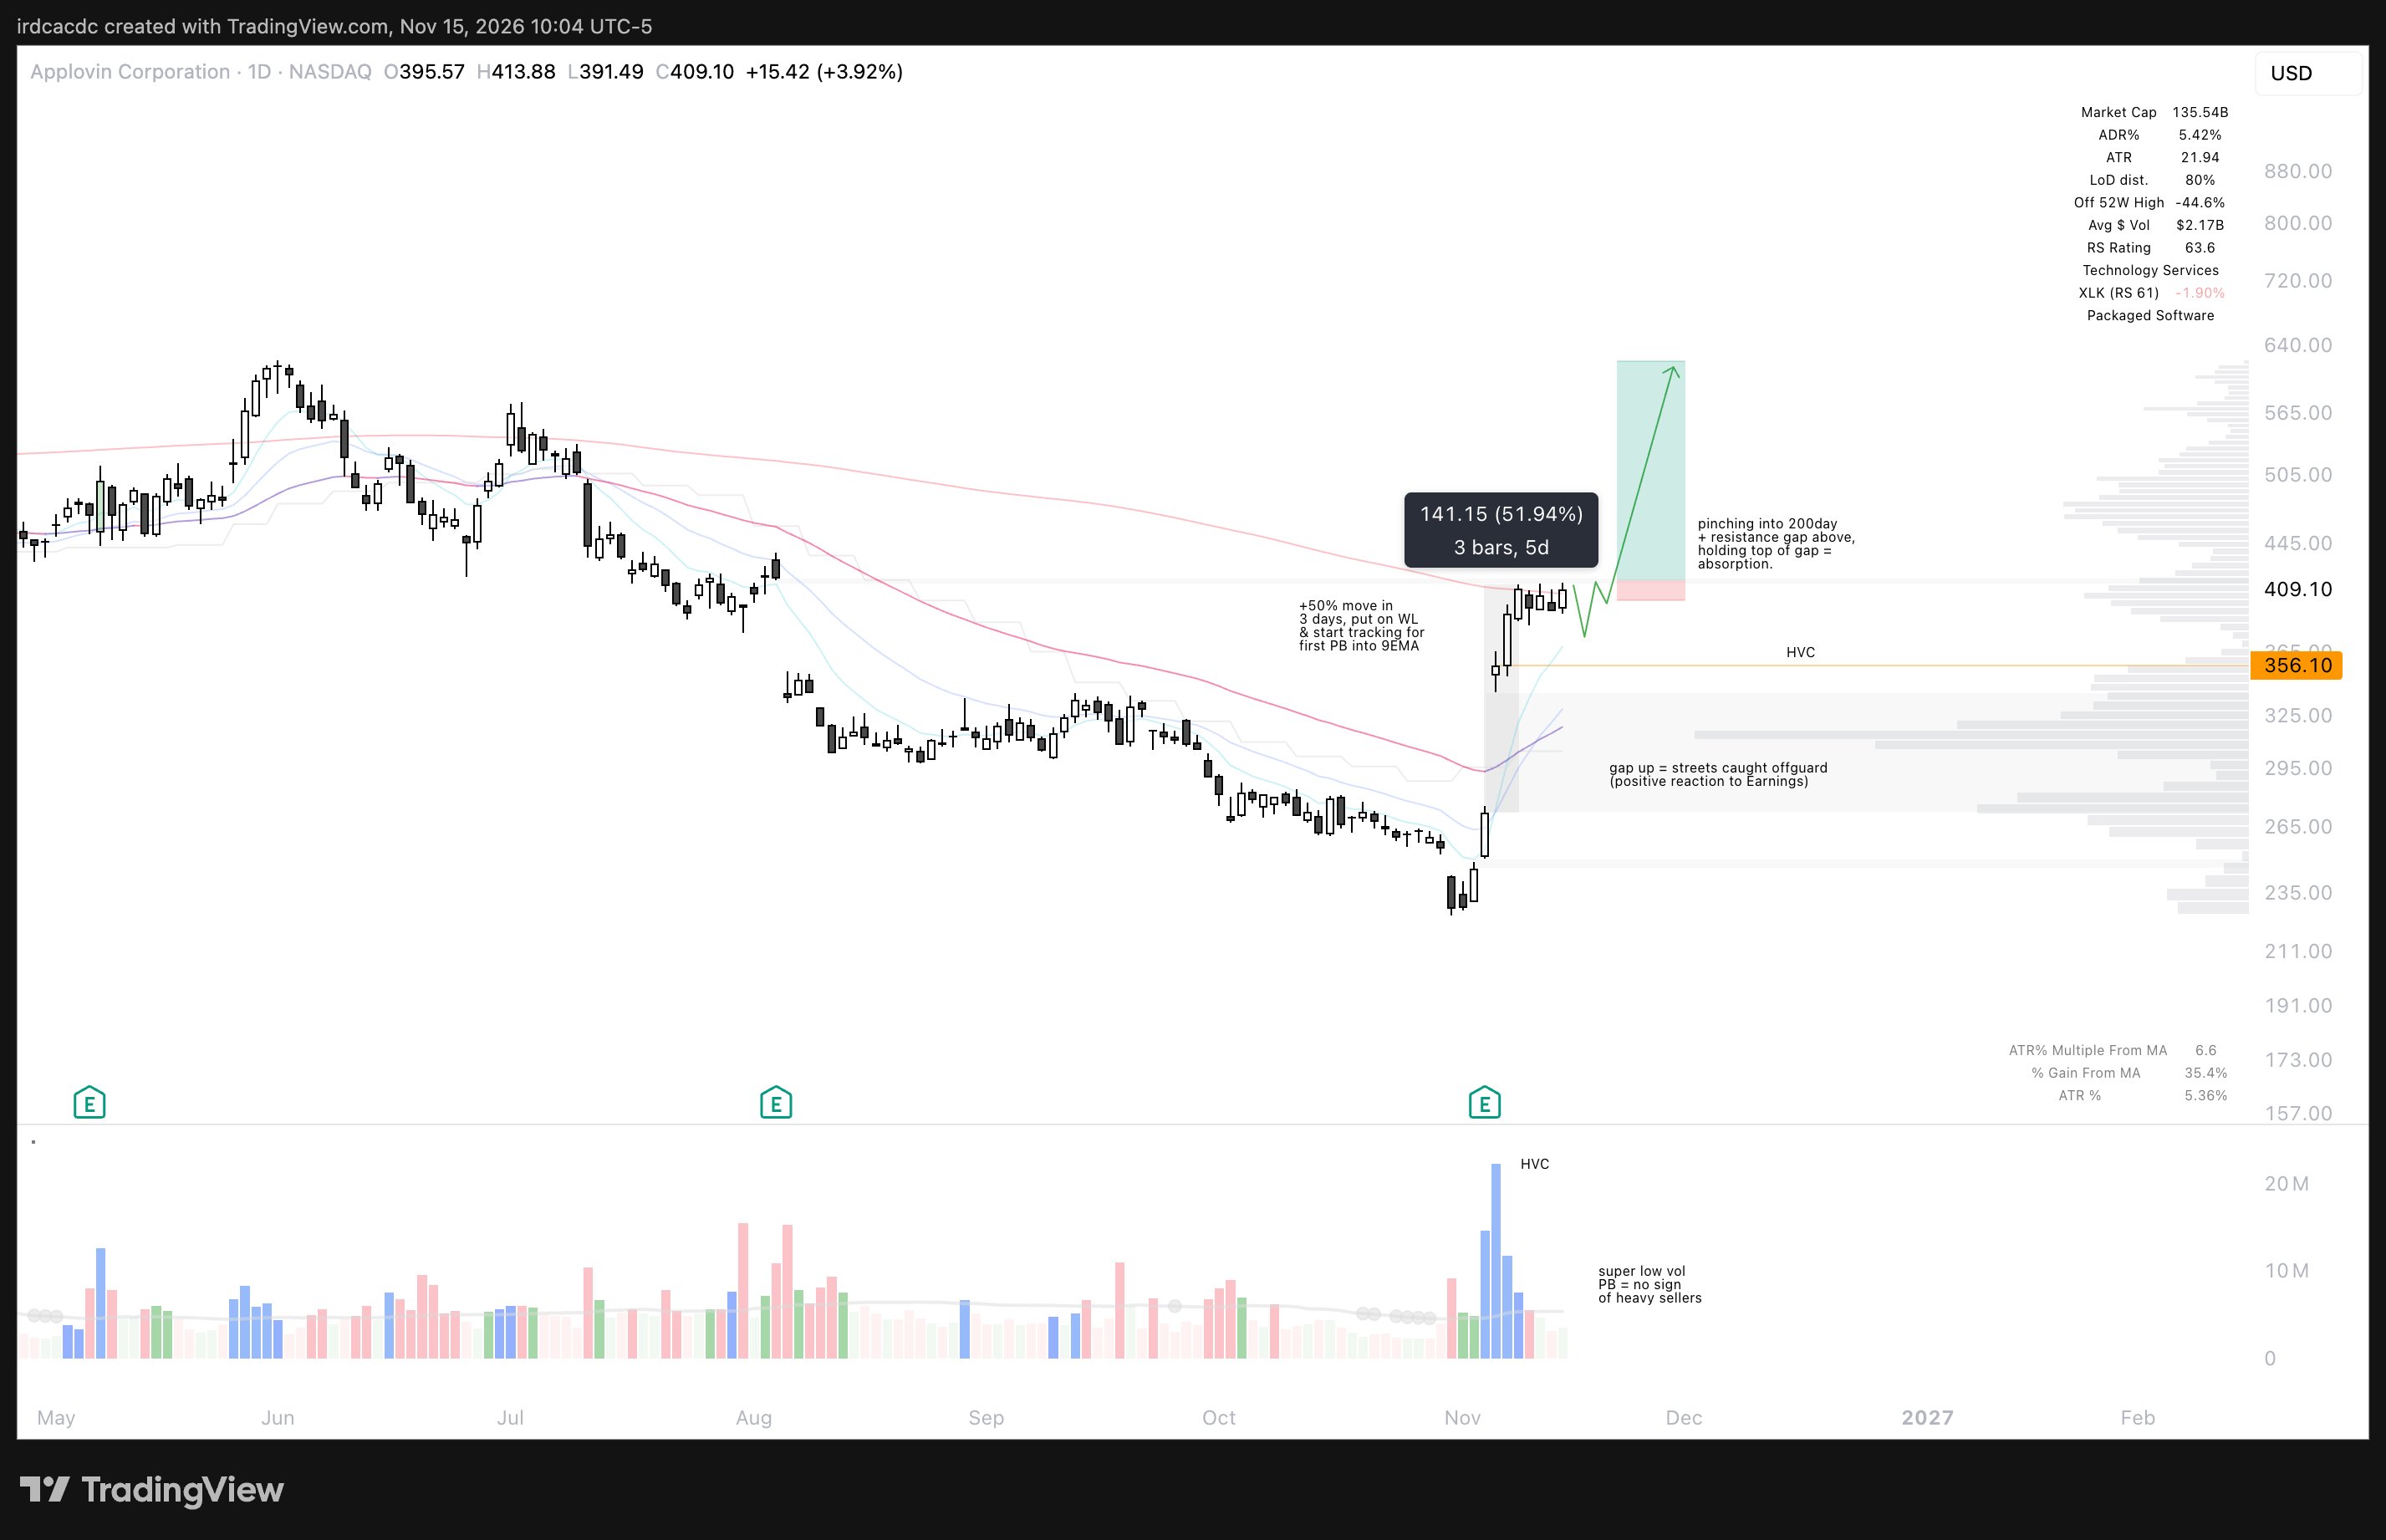 irdcacdc created with TradingView.com, Nov 15, 2026 10:04 UTC-5
Applovin Corporation · 1D · NASDAQ O395.57 H413.88 L391.49 C409.10 +15.42 (+3.92%)
USD
Market Cap 135.54B
ADR% 5.42%
ATR 21.94
LoD dist. 80%
Off 52W High -44.6%
Avg $ Vol $2.17B
RS Rating 63.6
Technology Services
XLK (RS 61) -1.90%
Packaged Software
880.00
800.00
720.00
640.00
565.00
505.00
445.00
409.10
365.00
356.10
325.00
295.00
265.00
235.00
211.00
191.00
173.00
157.00
141.15 (51.94%)
3 bars, 5d
pinching into 200day
+ resistance gap above,
holding top of gap =
absorption.
+50% move in
3 days, put on WL
& start tracking for
first PB into 9EMA
HVC
gap up = streets caught offguard
(positive reaction to Earnings)
ATR% Multiple From MA 6.6
% Gain From MA 35.4%
ATR % 5.36%
E
E
E
HVC
super low vol
PB = no sign
of heavy sellers
20 M
10 M
0
May Jun Jul Aug Sep Oct Nov Dec 2027 Feb
TradingView